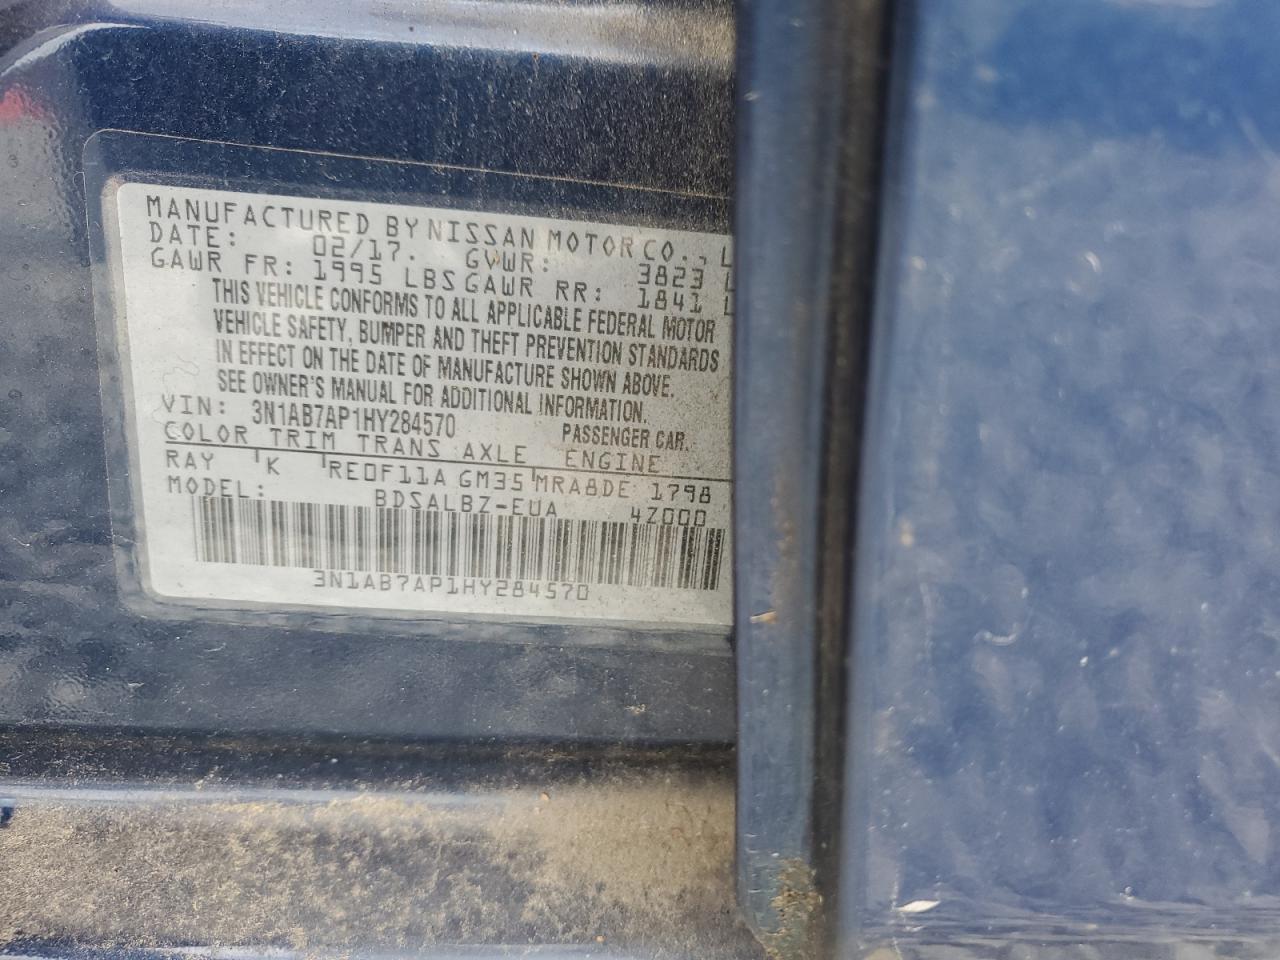 MANUFACTURED BY NISSAN MOTOR CO., L
DATE: 02/17. GVWR: 3823 L
GAWR FR: 1995 LBS GAWR RR: 1841 L
THIS VEHICLE CONFORMS TO ALL APPLICABLE FEDERAL MOTOR
VEHICLE SAFETY, BUMPER AND THEFT PREVENTION STANDARDS
IN EFFECT ON THE DATE OF MANUFACTURE SHOWN ABOVE.
SEE OWNER'S MANUAL FOR ADDITIONAL INFORMATION.
VIN: 3N1AB7AP1HY284570 PASSENGER CAR.
COLOR TRIM TRANS AXLE ENGINE
RAY K RE0F11A GM35 MRA8DE 1798
MODEL: BDSALBZ-EUA 4Z000
3N1AB7AP1HY284570